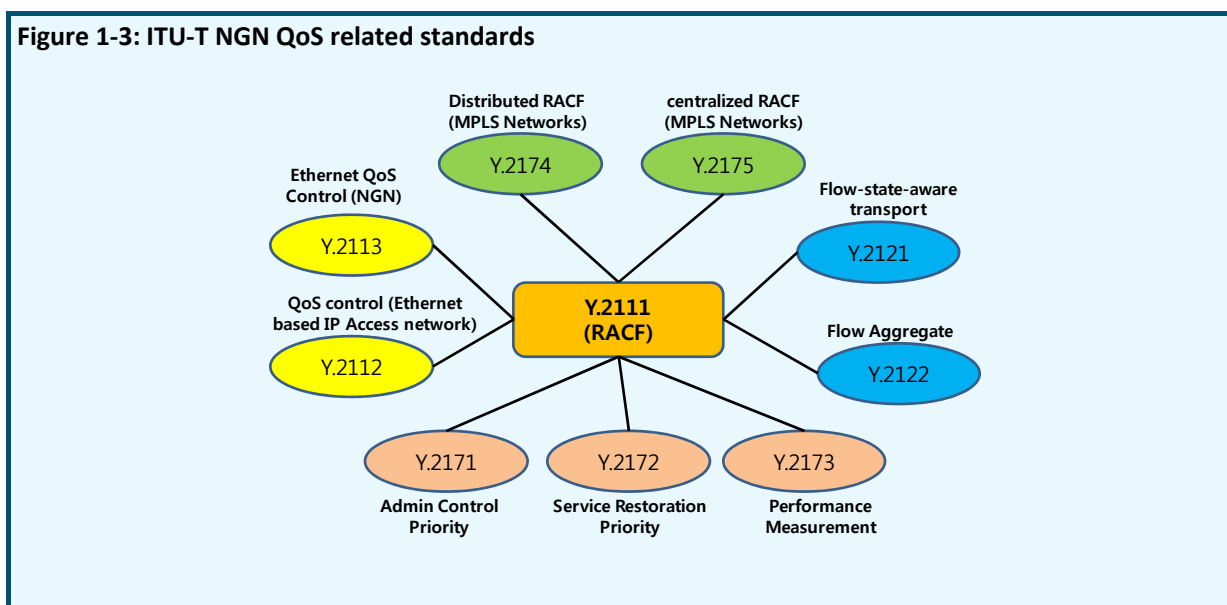 Figure 1-3: ITU-T NGN QoS related standards
Distributed RACF
(MPLS Networks)
Y.2174
centralized RACF
(MPLS Networks)
Y.2175
Ethernet QoS
Control (NGN)
Y.2113
Flow-state-aware
transport
Y.2121
QoS control (Ethernet
based IP Access network)
Y.2112
Y.2111
(RACF)
Flow Aggregate
Y.2122
Y.2171
Admin Control
Priority
Y.2172
Service Restoration
Priority
Y.2173
Performance
Measurement